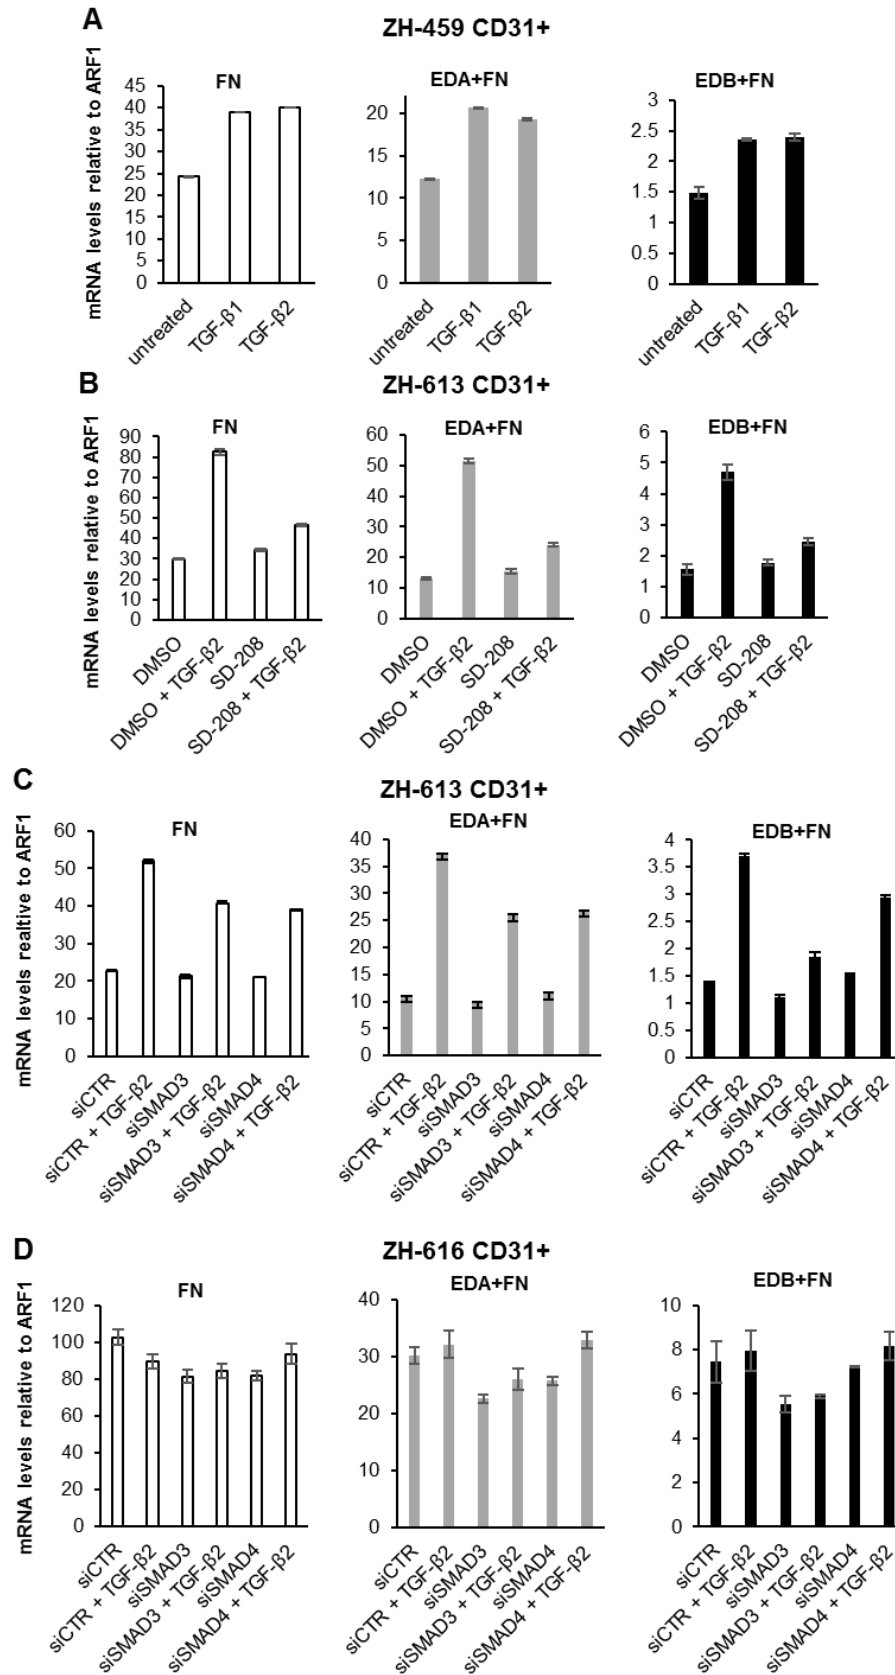 A
ZH-459 CD31+
mRNA levels relative to ARF1
FN
45
40
35
30
25
20
15
10
5
0
untreated
TGF-β1
TGF-β2
EDA+FN
20
15
10
5
0
untreated
TGF-β1
TGF-β2
EDB+FN
3
2.5
2
1.5
1
0.5
0
untreated
TGF-β1
TGF-β2
B
ZH-613 CD31+
mRNA levels relative to ARF1
FN
90
80
70
60
50
40
30
20
10
0
DMSO
DMSO + TGF-β2
SD-208
SD-208 + TGF-β2
EDA+FN
60
50
40
30
20
10
0
DMSO
DMSO + TGF-β2
SD-208
SD-208 + TGF-β2
EDB+FN
6
5
4
3
2
1
0
DMSO
DMSO + TGF-β2
SD-208
SD-208 + TGF-β2
C
ZH-613 CD31+
mRNA levels realtive to ARF1
FN
60
50
40
30
20
10
0
siCTR
siCTR + TGF-β2
siSMAD3
siSMAD3 + TGF-β2
siSMAD4
siSMAD4 + TGF-β2
EDA+FN
40
35
30
25
20
15
10
5
0
siCTR
siCTR + TGF-β2
siSMAD3
siSMAD3 + TGF-β2
siSMAD4
siSMAD4 + TGF-β2
EDB+FN
4
3.5
3
2.5
2
1.5
1
0.5
0
siCTR
siCTR + TGF-β2
siSMAD3
siSMAD3 + TGF-β2
siSMAD4
siSMAD4 + TGF-β2
D
ZH-616 CD31+
mRNA levels relative to ARF1
FN
120
100
80
60
40
20
0
siCTR
siCTR + TGF-β2
siSMAD3
siSMAD3 + TGF-β2
siSMAD4
siSMAD4 + TGF-β2
EDA+FN
40
30
20
10
0
siCTR
siCTR + TGF-β2
siSMAD3
siSMAD3 + TGF-β2
siSMAD4
siSMAD4 + TGF-β2
EDB+FN
10
8
6
4
2
0
siCTR
siCTR + TGF-β2
siSMAD3
siSMAD3 + TGF-β2
siSMAD4
siSMAD4 + TGF-β2